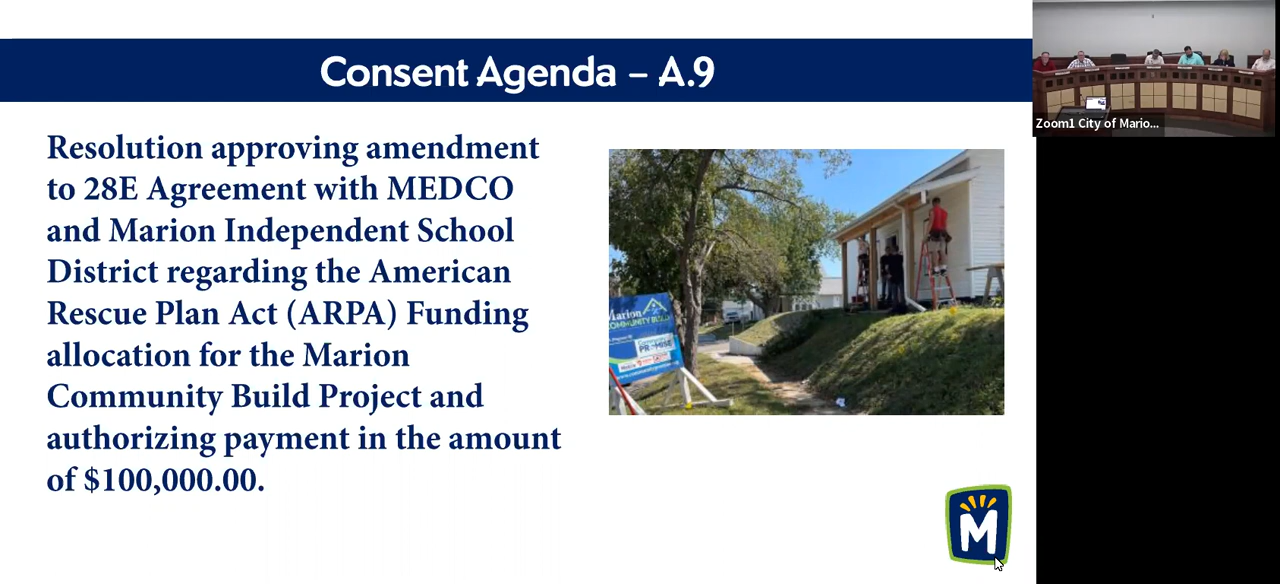 Consent Agenda – A.9
Resolution approving amendment
to 28E Agreement with MEDCO
and Marion Independent School
District regarding the American
Rescue Plan Act (ARPA) Funding
allocation for the Marion
Community Build Project and
authorizing payment in the amount
of $100,000.00.
Marion
COMMUNITY BUILD
PROMISE
M
Zoom1 City of Mario...